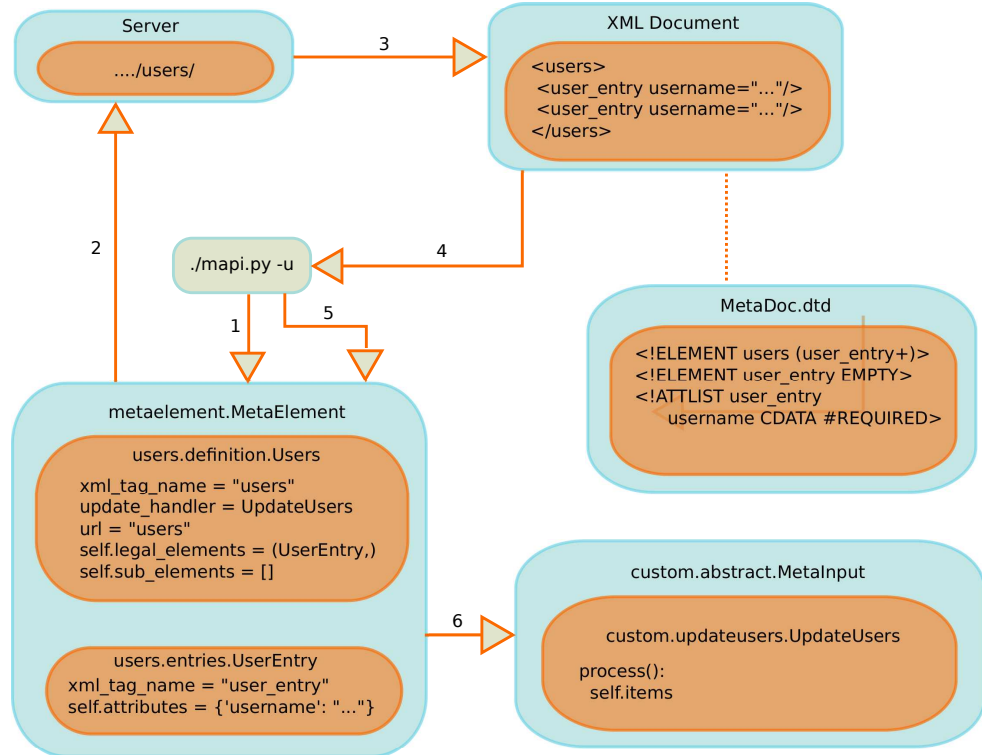 Server
..../users/
3
XML Document
<users>
<user_entry username="..."/>
<user_entry username="..."/>
</users>
2
./mapi.py -u
4
1
5
MetaDoc.dtd
<!ELEMENT users (user_entry+)>
<!ELEMENT user_entry EMPTY>
<!ATTLIST user_entry
username CDATA #REQUIRED>
metaelement.MetaElement
users.definition.Users
xml_tag_name = "users"
update_handler = UpdateUsers
url = "users"
self.legal_elements = (UserEntry,)
self.sub_elements = []
users.entries.UserEntry
xml_tag_name = "user_entry"
self.attributes = {'username': "..."}
6
custom.abstract.MetaInput
custom.updateusers.UpdateUsers
process():
self.items